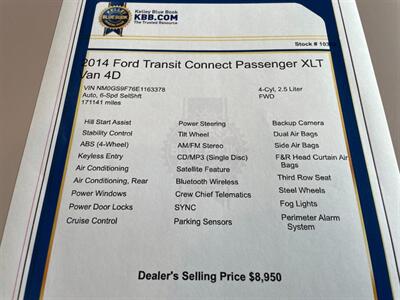 Kelley Blue Book
KBB.COM
The Trusted Resource
KELLEY
BLUE BOOK
Stock # 103
2014 Ford Transit Connect Passenger XLT
Van 4D
VIN NM0GS9F76E1163378
Auto, 6-Spd SelShft
171141 miles
4-Cyl, 2.5 Liter
FWD
Hill Start Assist
Stability Control
ABS (4-Wheel)
Keyless Entry
Air Conditioning
Air Conditioning, Rear
Power Windows
Power Door Locks
Cruise Control
Power Steering
Tilt Wheel
AM/FM Stereo
CD/MP3 (Single Disc)
Satellite Feature
Bluetooth Wireless
Crew Chief Telematics
SYNC
Parking Sensors
Backup Camera
Dual Air Bags
Side Air Bags
F&R Head Curtain Air
Bags
Third Row Seat
Steel Wheels
Fog Lights
Perimeter Alarm
System
Dealer's Selling Price $8,950